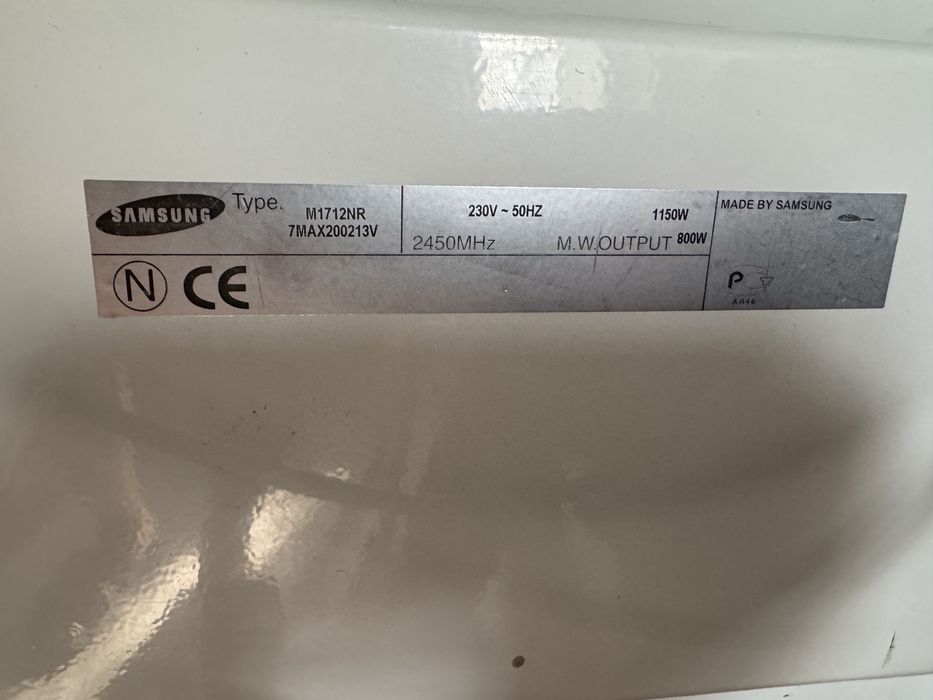 SAMSUNG
Type.
M1712NR
7MAX200213V
230V ~ 50HZ
1150W
2450MHz
M.W.OUTPUT 800W
MADE BY SAMSUNG
N CE
P